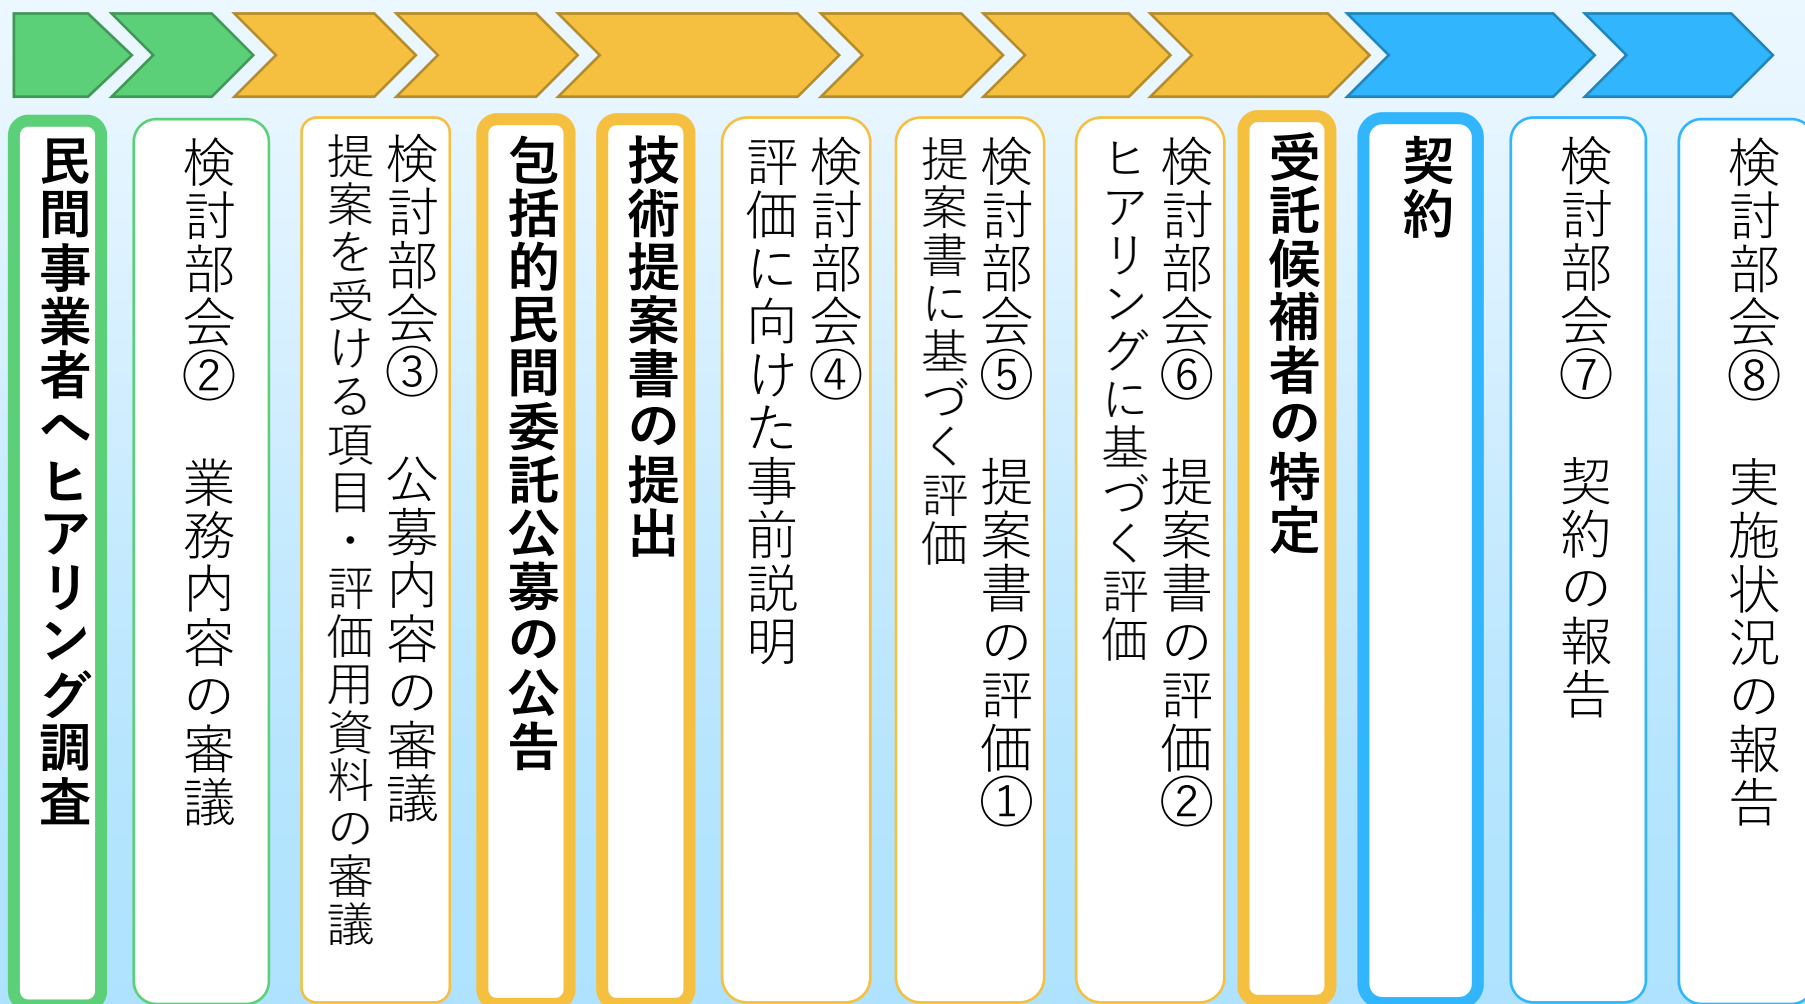 民間事業者へヒアリング調査
検討部会②　業務内容の審議
検討部会③　公募内容の審議
提案を受ける項目・評価用資料の審議
包括的民間委託公募の公告
技術提案書の提出
検討部会④
評価に向けた事前説明
検討部会⑤　提案書の評価①
提案書に基づく評価
検討部会⑥　提案書の評価②
ヒアリングに基づく評価
受託候補者の特定
契約
検討部会⑦　契約の報告
検討部会⑧　実施状況の報告